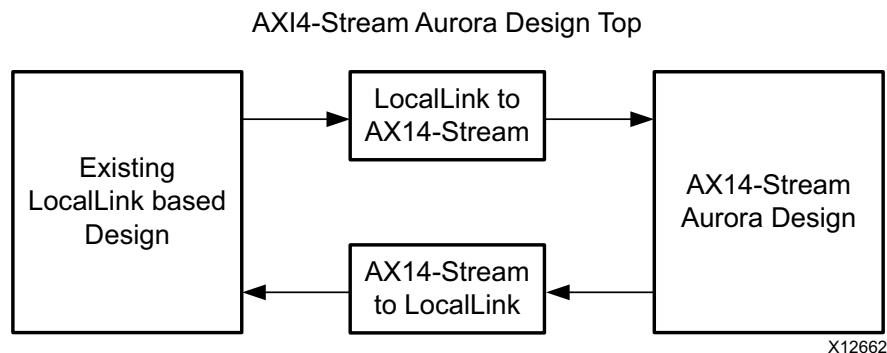 AXI4-Stream Aurora Design Top
LocalLink to
AX14-Stream
Existing
LocalLink based
Design
AX14-Stream
Aurora Design
AX14-Stream
to LocalLink
X12662